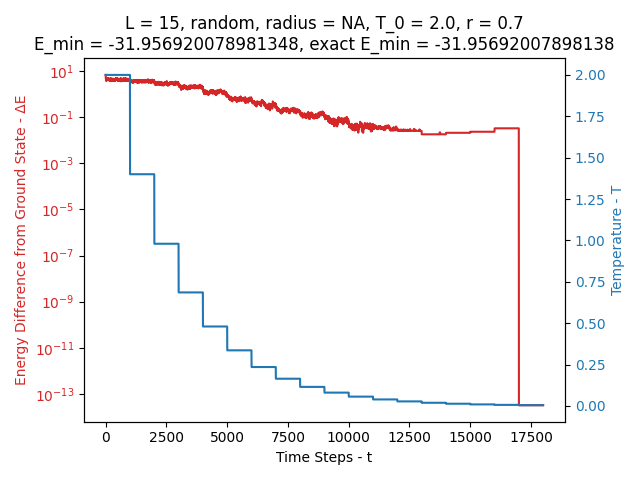 L = 15, random, radius = NA, T_0 = 2.0, r = 0.7
E_min = -31.956920078981348, exact E_min = -31.95692007898138
Energy Difference from Ground State - ΔE
10¹
10⁻¹
10⁻³
10⁻⁵
10⁻⁷
10⁻⁹
10⁻¹¹
10⁻¹³
2.00
1.75
1.50
1.25
1.00
0.75
0.50
0.25
0.00
Temperature - T
0 2500 5000 7500 10000 12500 15000 17500
Time Steps - t